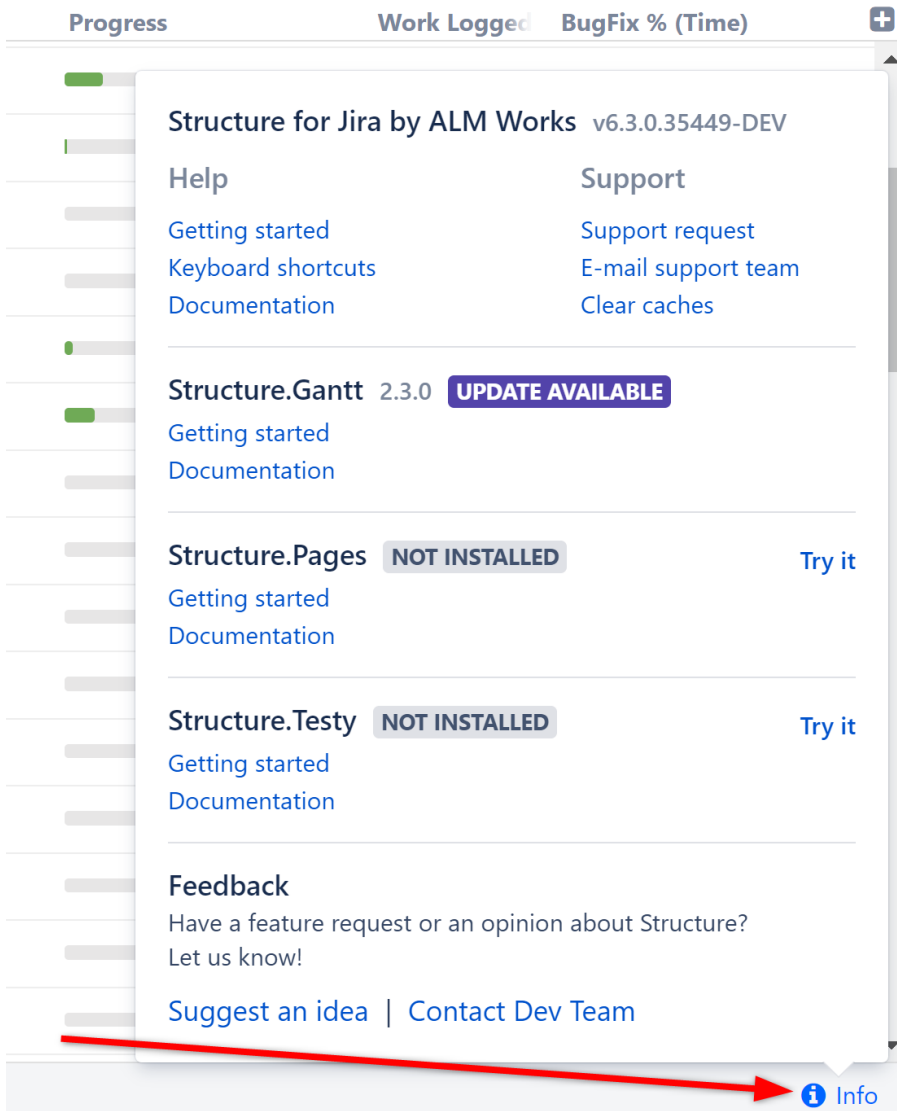 Progress Work Logged BugFix % (Time)
Structure for Jira by ALM Works v6.3.0.35449-DEV
Help
Getting started
Keyboard shortcuts
Documentation
Support
Support request
E-mail support team
Clear caches
Structure.Gantt 2.3.0 UPDATE AVAILABLE
Getting started
Documentation
Structure.Pages NOT INSTALLED Try it
Getting started
Documentation
Structure.Testy NOT INSTALLED Try it
Getting started
Documentation
Feedback
Have a feature request or an opinion about Structure?
Let us know!
Suggest an idea | Contact Dev Team
Info